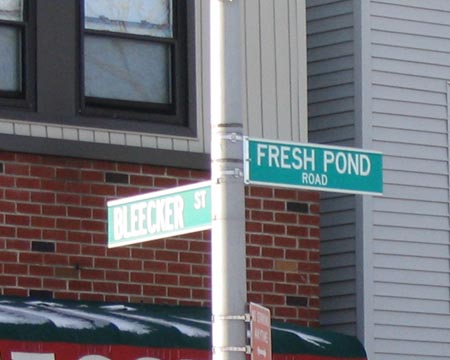 FRESH POND
ROAD
BLEECKER ST